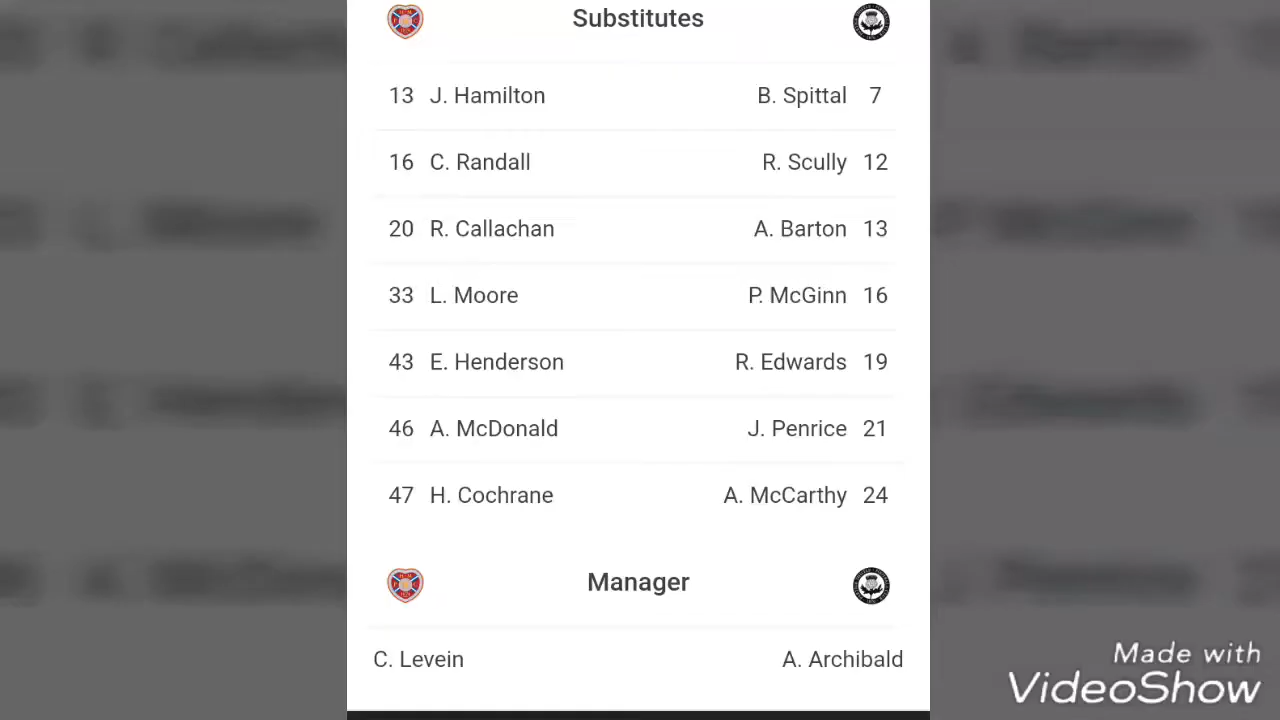 Substitutes
13 J. Hamilton B. Spittal 7
16 C. Randall R. Scully 12
20 R. Callachan A. Barton 13
33 L. Moore P. McGinn 16
43 E. Henderson R. Edwards 19
46 A. McDonald J. Penrice 21
47 H. Cochrane A. McCarthy 24
Manager
C. Levein A. Archibald
Made with
VideoShow